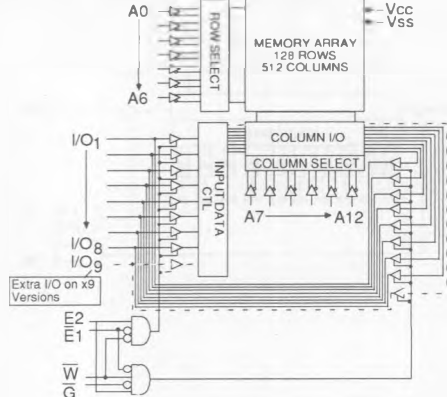 A0
A6
ROW SELECT
MEMORY ARRAY
128 ROWS
512 COLUMNS
Vcc
Vss
I/O1
I/O8
I/O9
INPUT DATA
CTL
COLUMN I/O
COLUMN SELECT
A7
A12
Extra I/O on x9
Versions
E2
E1
W
G